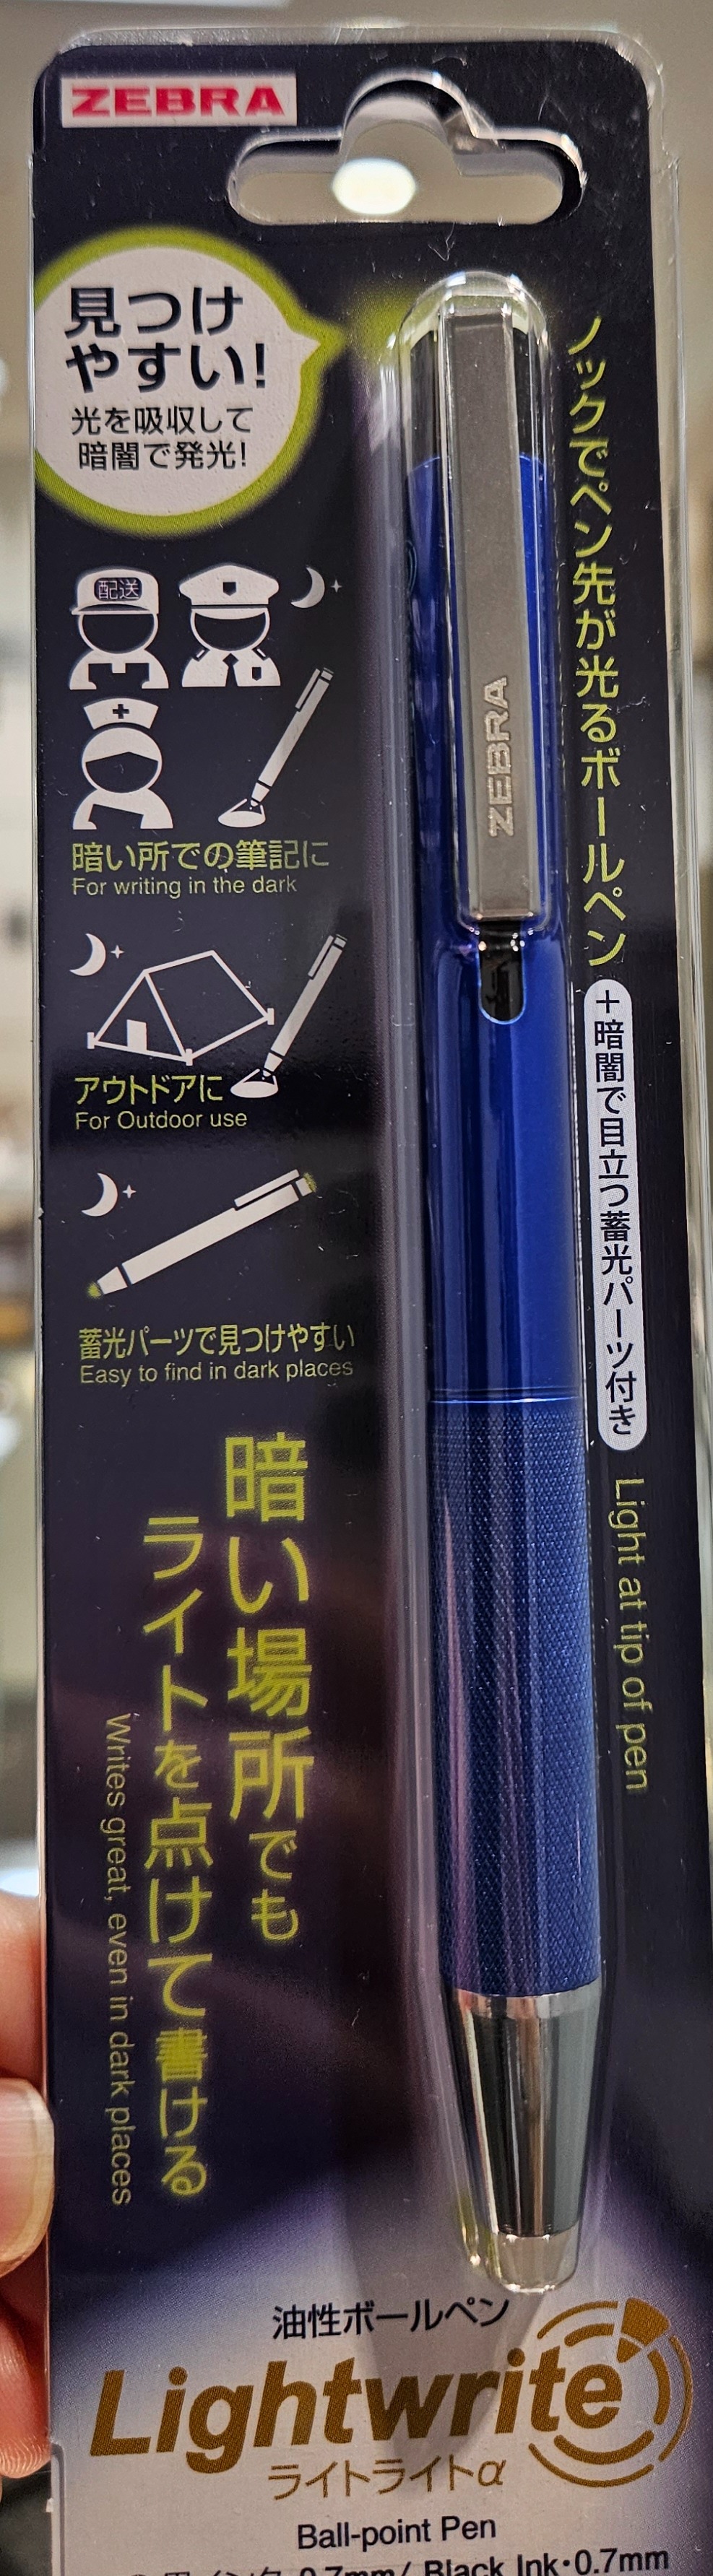 ZEBRA
見つけ
やすい!
光を吸収して
暗闇で発光!
配送
暗い所での筆記に
For writing in the dark
アウトドアに
For Outdoor use
蓄光パーツで見つけやすい
Easy to find in dark places
ZEBRA
ノックでペン先が光るボールペン
+暗闇で目立つ蓄光パーツ付き
Light at tip of pen
暗い場所でも
ライトを点けて書ける
Writes great, even in dark places
油性ボールペン
Lightwrite
ライトライトα
Ball-point Pen
黒インク 0.7mm/ Black Ink・0.7mm